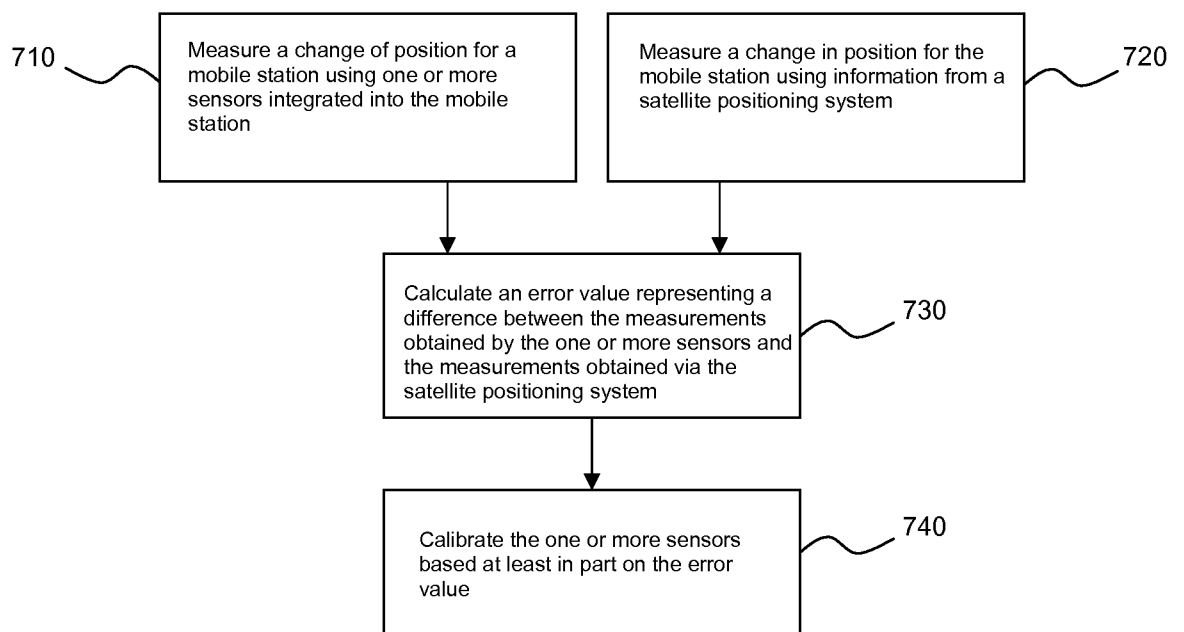 710
Measure a change of position for a
mobile station using one or more
sensors integrated into the mobile
station
Measure a change in position for the
mobile station using information from a
satellite positioning system
720
Calculate an error value representing a
difference between the measurements
obtained by the one or more sensors and
the measurements obtained via the
satellite positioning system
730
Calibrate the one or more sensors
based at least in part on the error
value
740